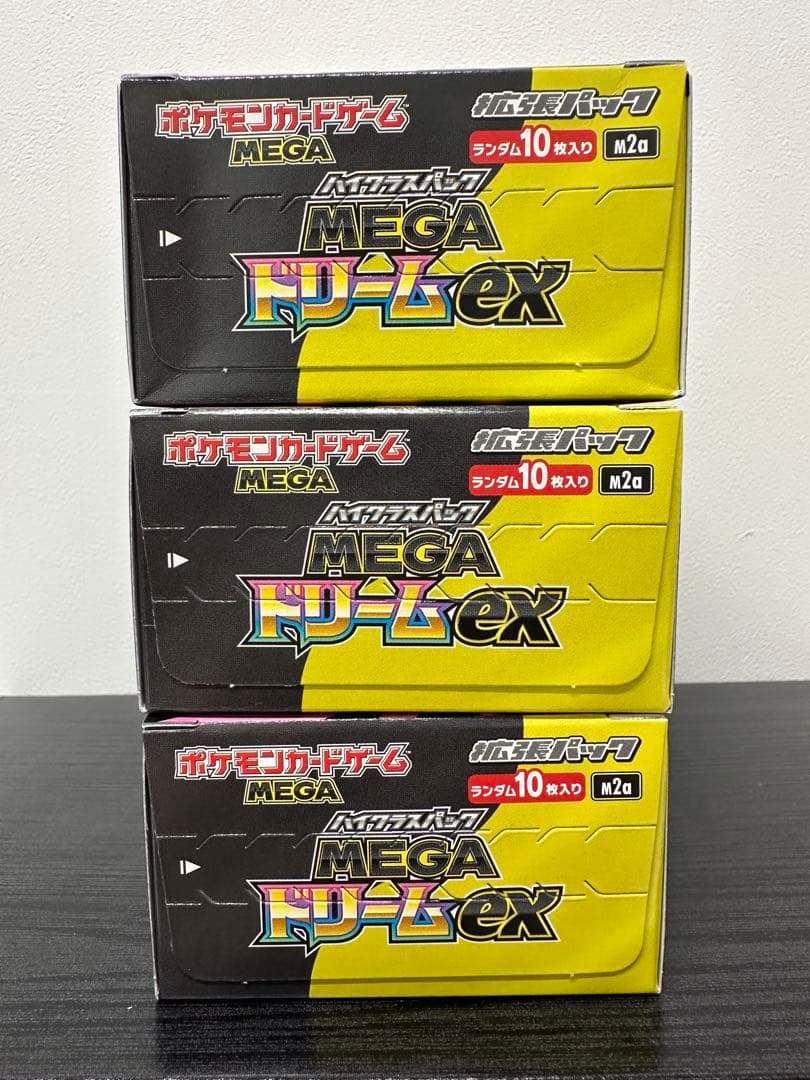 ポケモンカードゲーム
MEGA
拡張パック
ランダム10枚入り M2a
ハイクラスパック
MEGA
ドリームex
ポケモンカードゲーム
MEGA
拡張パック
ランダム10枚入り M2a
ハイクラスパック
MEGA
ドリームex
ポケモンカードゲーム
MEGA
拡張パック
ランダム10枚入り M2a
ハイクラスパック
MEGA
ドリームex